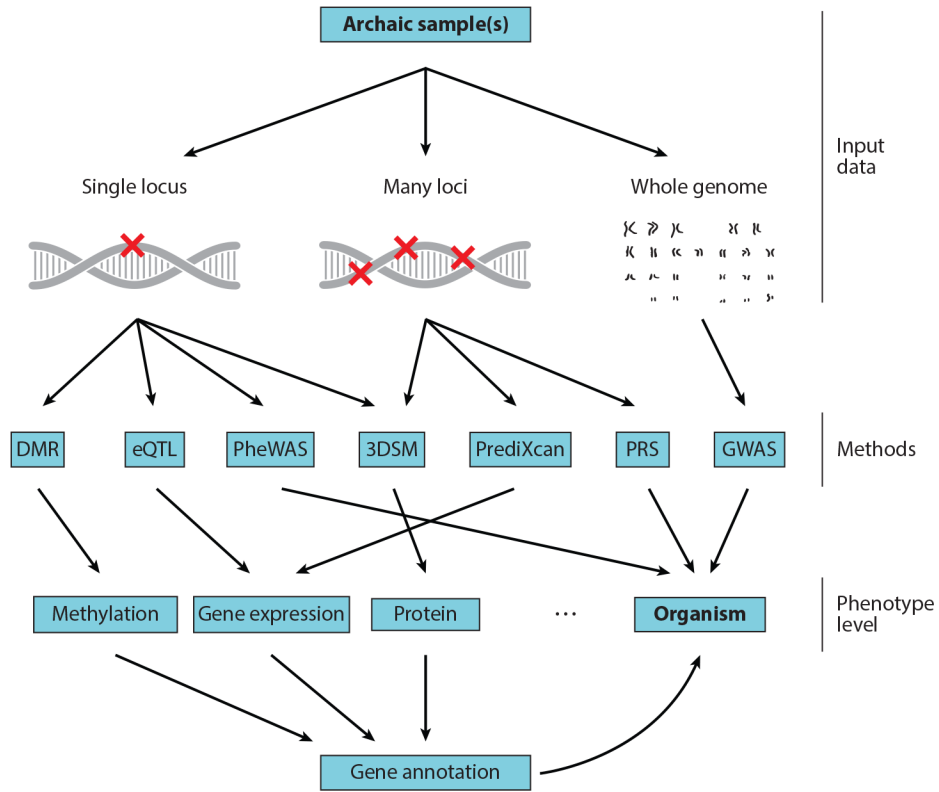 Archaic sample(s)
Input
data
Single locus
Many loci
Whole genome
DMR
eQTL
PheWAS
3DSM
PrediXcan
PRS
GWAS
Methods
Methylation
Gene expression
Protein
...
Organism
Phenotype
level
Gene annotation